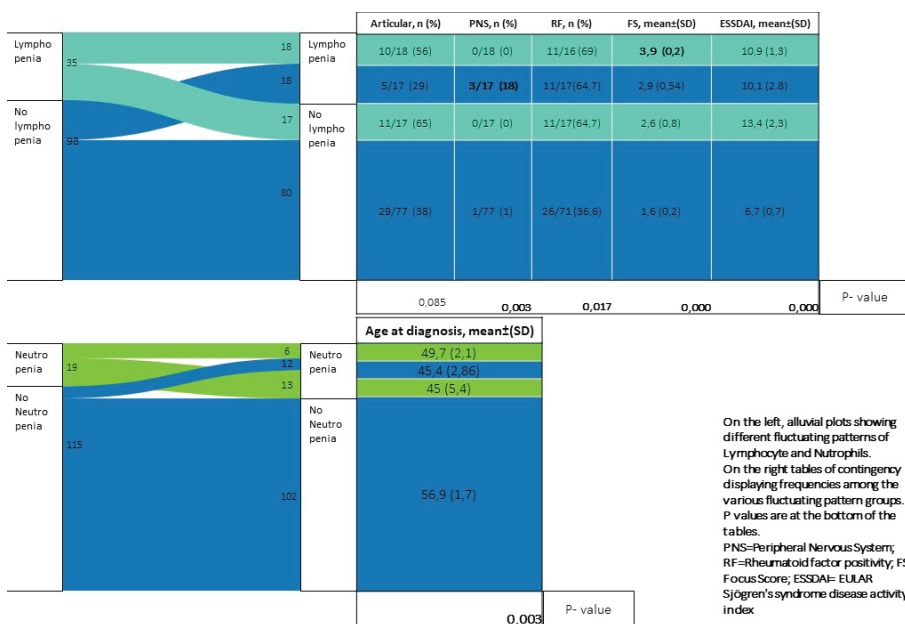 Articular, n (%) PNS, n (%) RF, n (%) FS, mean±(SD) ESSDAI, mean±(SD)
Lympho
penia
35
18
18
17
80
Lympho
penia
10/18 (56) 0/18 (0) 11/16 (69) 3,9 (0,2) 10,9 (1,3)
5/17 (29) 3/17 (18) 11/17(64,7) 2,9 (0,54) 10,1 (2.8)
No
lympho
penia
98
No
lympho
penia
11/17 (65) 0/17 (0) 11/17(64,7) 2,6 (0,8) 13,4 (2,3)
29/77 (38) 1/77 (1) 26/71 (36,6) 1,6 (0,2) 6,7 (0,7)
0,085 0,003 0,017 0,000 0,000 P- value
Age at diagnosis, mean±(SD)
Neutro
penia
19
6
12
13
102
Neutro
penia
49,7 (2,1)
45,4 (2,86)
45 (5,4)
No
Neutro
penia
115
No
Neutro
penia
56,9 (1,7)
0,003 P- value
On the left, alluvial plots showing
different fluctuating patterns of
Lymphocyte and Nutrophils.
On the right tables of contingency
displaying frequencies among the
various fluctuating pattern groups.
P values are at the bottom of the
tables.
PNS=Peripheral Nervous System;
RF=Rheumatoid factor positivity; FS
Focus Score; ESSDAI= EULAR
Sjögren's syndrome disease activity
index